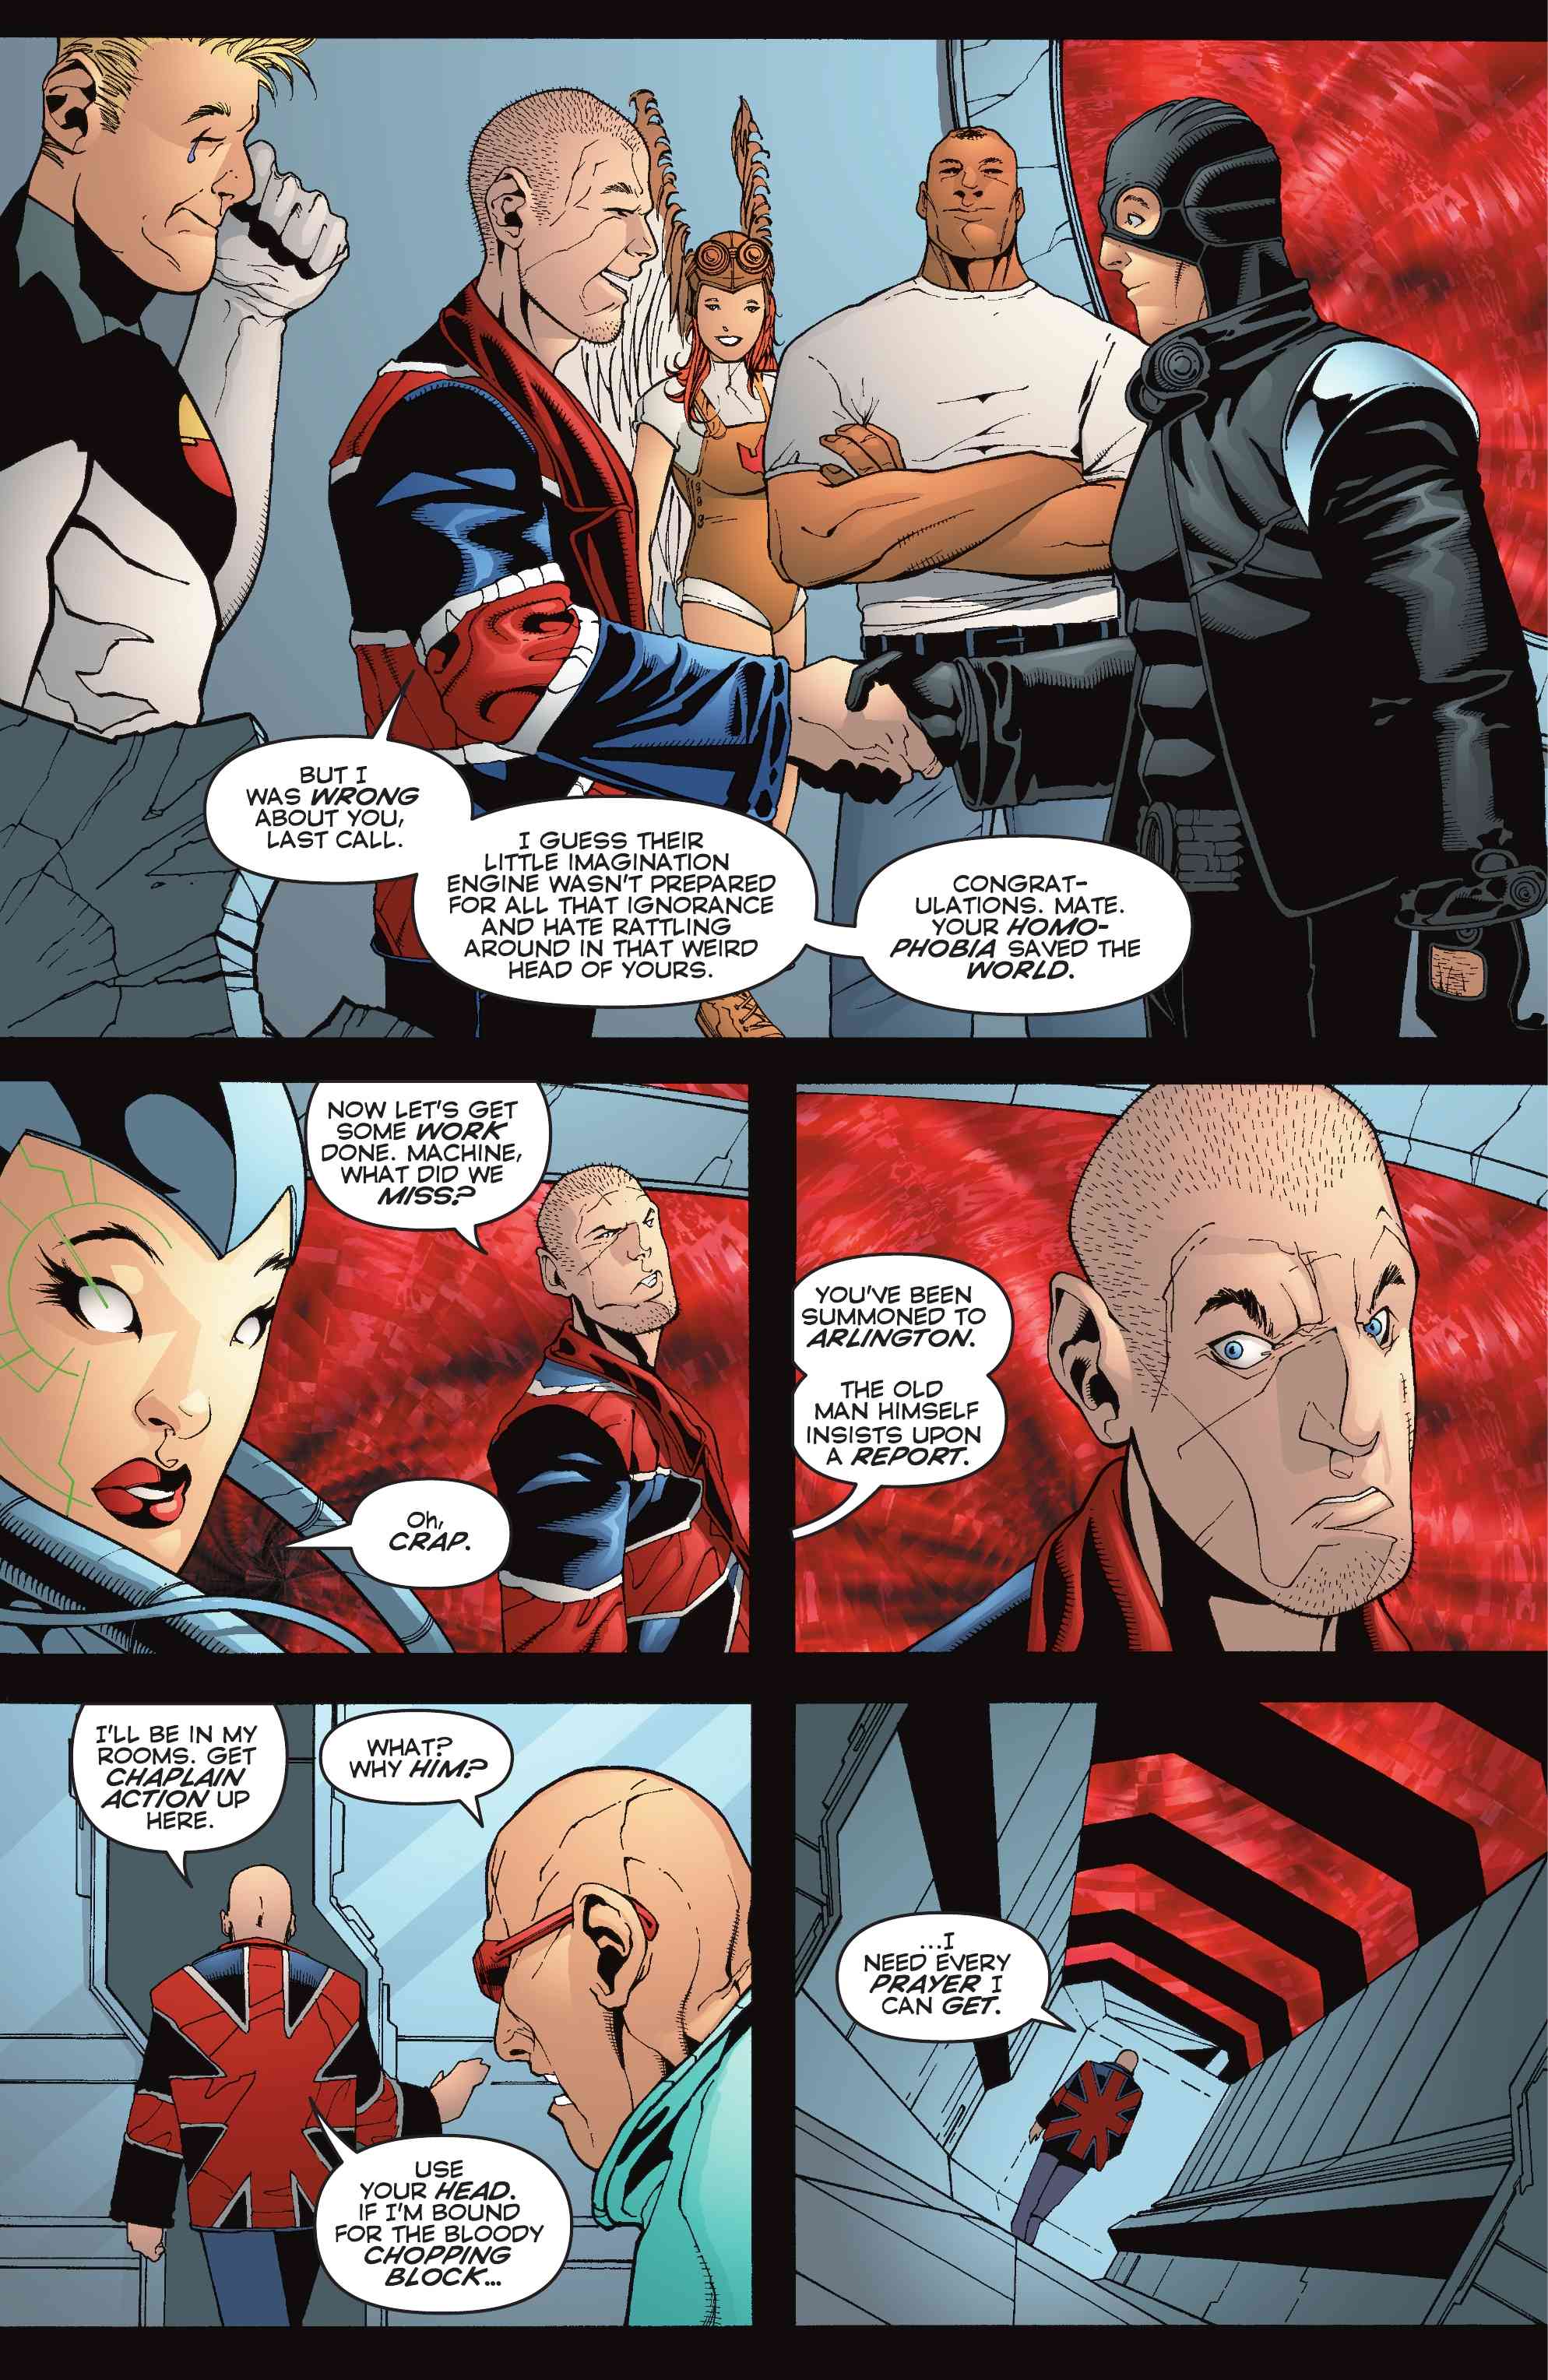 BUT I
WAS WRONG
ABOUT YOU,
LAST CALL.
I GUESS THEIR
LITTLE IMAGINATION
ENGINE WASN'T PREPARED
FOR ALL THAT IGNORANCE
AND HATE RATTLING
AROUND IN THAT WEIRD
HEAD OF YOURS.
CONGRAT-
ULATIONS. MATE.
YOUR HOMO-
PHOBIA SAVED THE
WORLD.
NOW LET'S GET
SOME WORK
DONE. MACHINE,
WHAT DID WE
MISS?
Oh,
CRAP.
YOU'VE BEEN
SUMMONED TO
ARLINGTON.
THE OLD
MAN HIMSELF
INSISTS UPON
A REPORT.
I'LL BE IN MY
ROOMS. GET
CHAPLAIN
ACTION UP
HERE.
WHAT?
WHY HIM?
USE
YOUR HEAD.
IF I'M BOUND
FOR THE BLOODY
CHOPPING
BLOCK...
...I
NEED EVERY
PRAYER I
CAN GET.